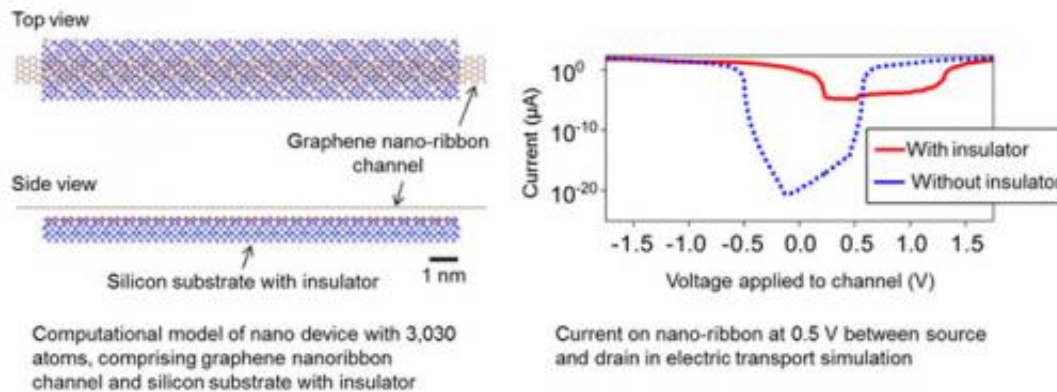 Top view
Graphene nano-ribbon
channel
Side view
1 nm
Silicon substrate with insulator
Computational model of nano device with 3,030
atoms, comprising graphene nanoribbon
channel and silicon substrate with insulator
Current (μA)
10⁰
10⁻¹⁰
10⁻²⁰
With insulator
Without insulator
-1.5 -1.0 -0.5 0.0 0.5 1.0 1.5
Voltage applied to channel (V)
Current on nano-ribbon at 0.5 V between source
and drain in electric transport simulation